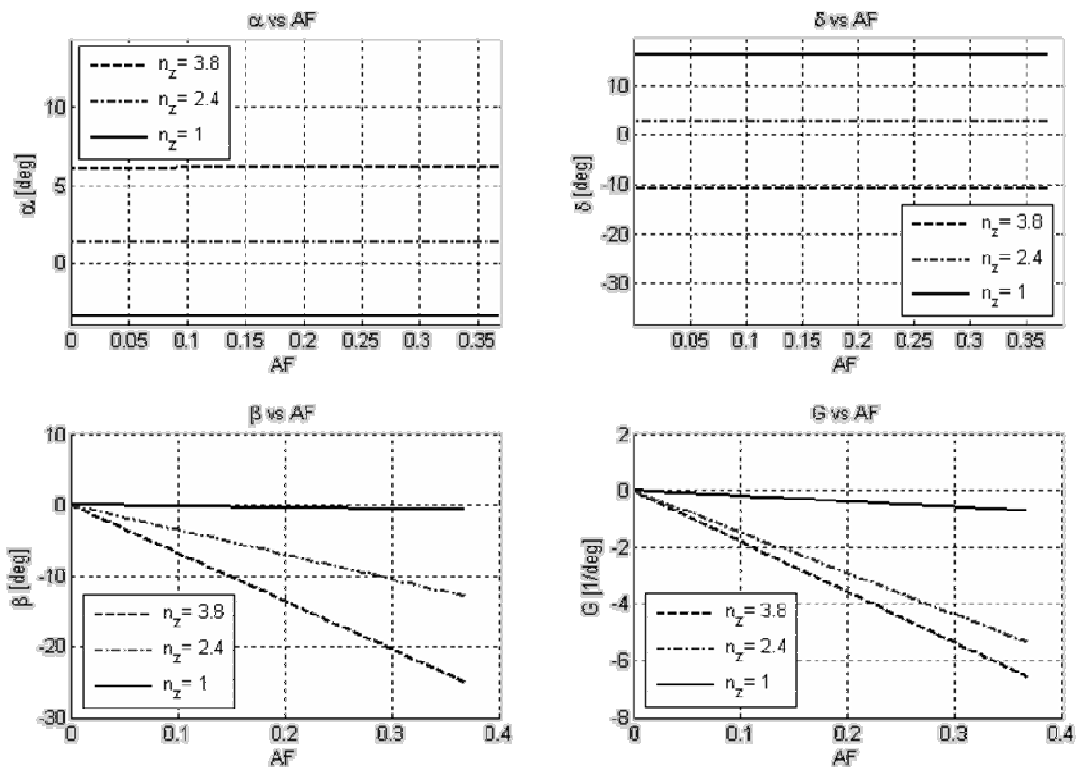 α vs AF
10
5
0
α [deg]
n_z = 3.8
n_z = 2.4
n_z = 1
0 0.05 0.1 0.15 0.2 0.25 0.3 0.35
AF
δ vs AF
10
0
-10
-20
-30
δ [deg]
n_z = 3.8
n_z = 2.4
n_z = 1
0.05 0.1 0.15 0.2 0.25 0.3 0.35
AF
β vs AF
10
0
-10
-20
-30
β [deg]
n_z = 3.8
n_z = 2.4
n_z = 1
0 0.1 0.2 0.3 0.4
AF
G vs AF
2
0
-2
-4
-6
-8
G [1/deg]
n_z = 3.8
n_z = 2.4
n_z = 1
0 0.1 0.2 0.3 0.4
AF